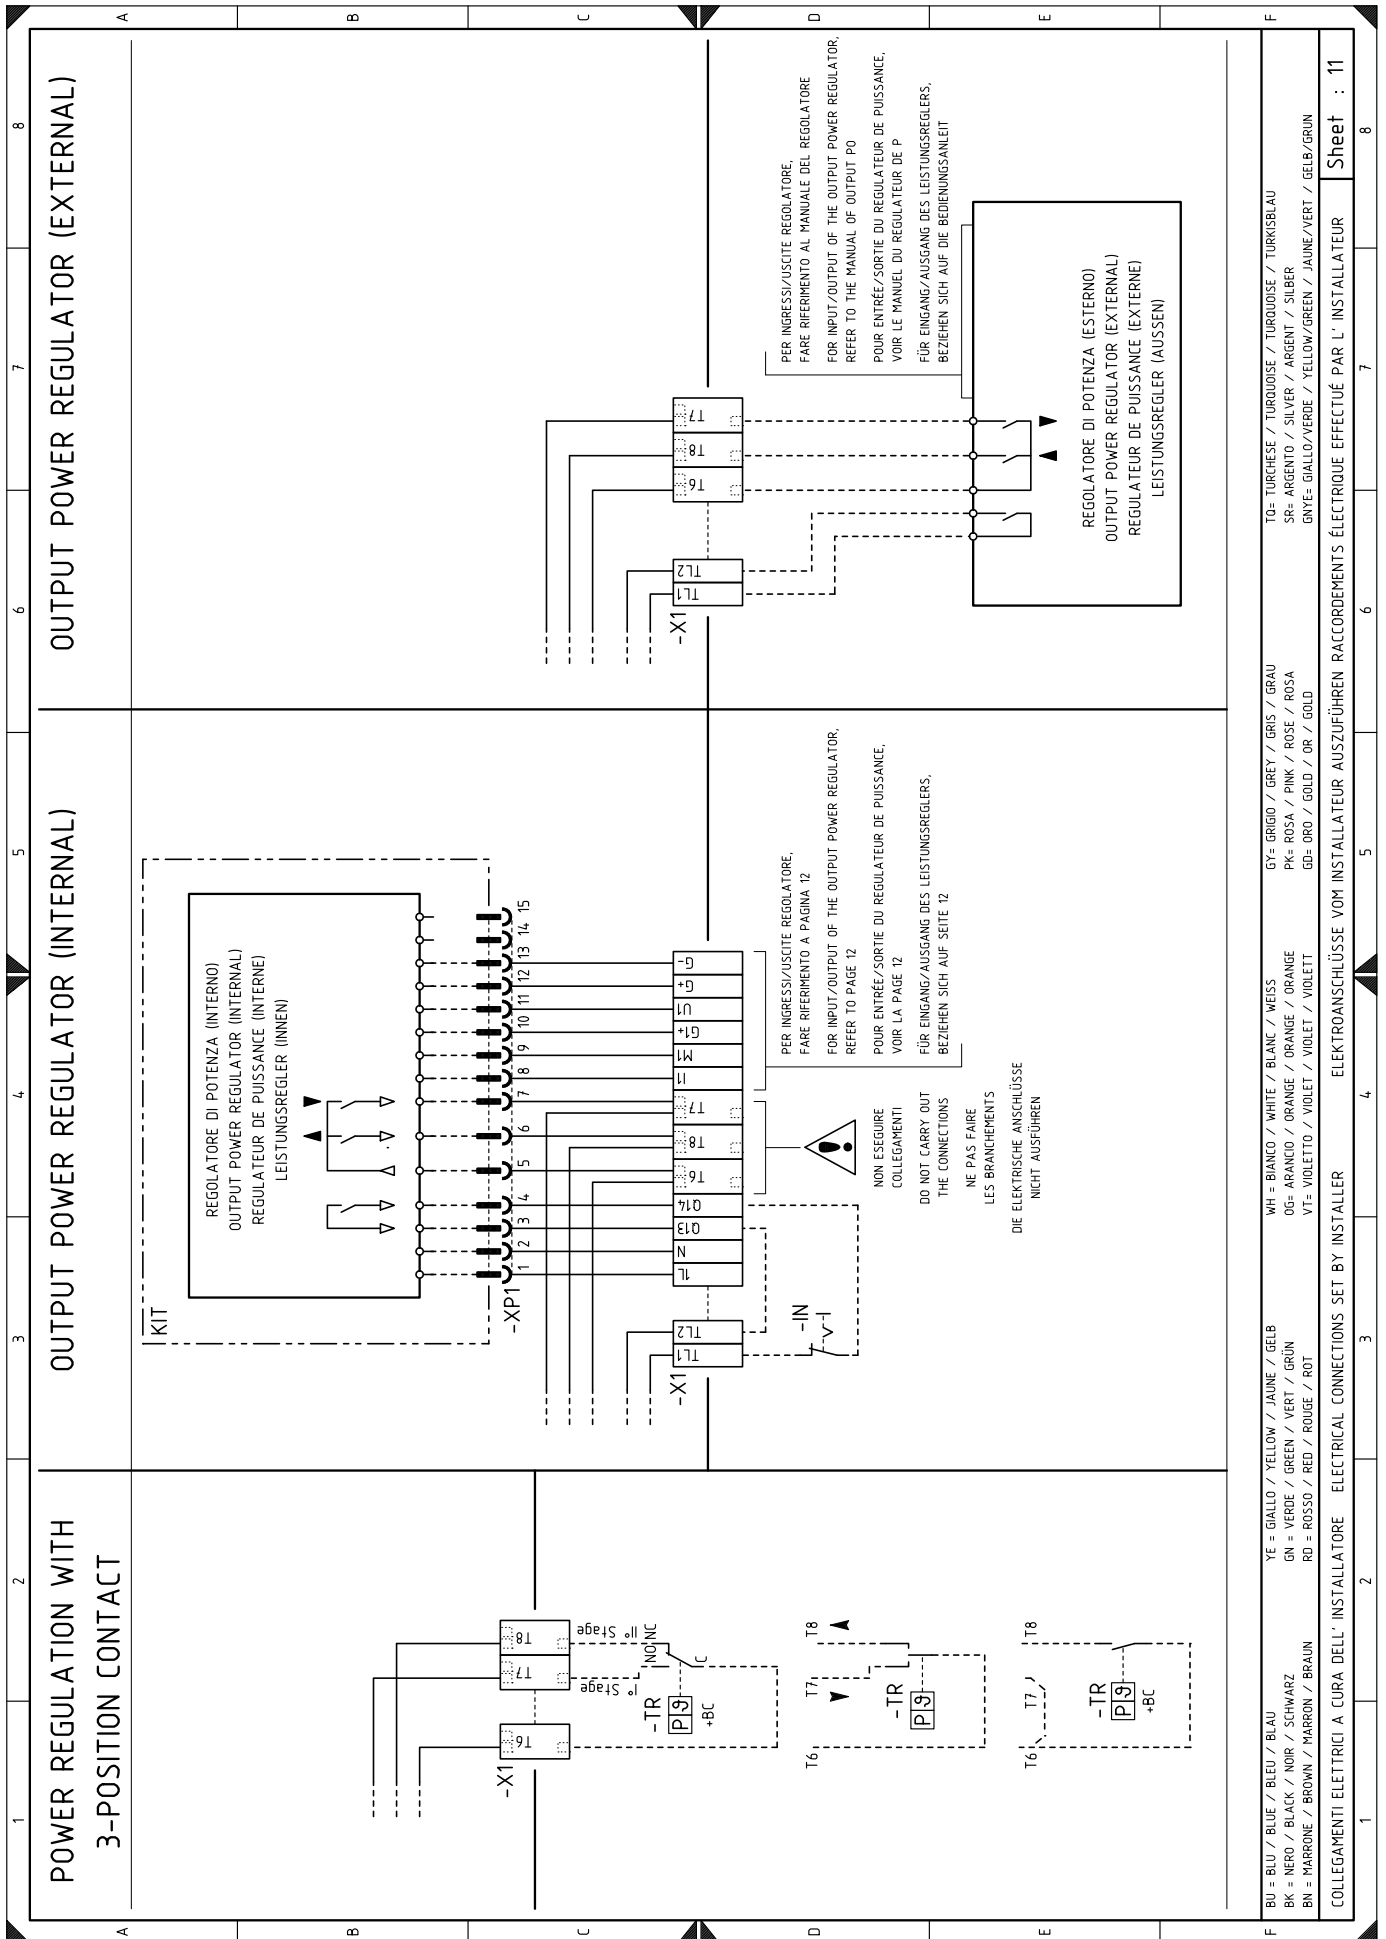 1 2 3 4 5 6 7 8
A A
B B
C C
D D
E E
F F
POWER REGULATION WITH
3-POSITION CONTACT
-X1
T6 T7 T8
I° Stage
II° Stage
NO NC
C
-TR
P ϑ
+BC
T6 T7 T8
-TR
P ϑ
T6 T7 T8
-TR
P ϑ
+BC
OUTPUT POWER REGULATOR (INTERNAL)
KIT
REGOLATORE DI POTENZA (INTERNO)
OUTPUT POWER REGULATOR (INTERNAL)
REGULATEUR DE PUISSANCE (INTERNE)
LEISTUNGSREGLER (INNEN)
-XP1
1 2 3 4 5 6 7 8 9 10 11 12 13 14 15
-X1
TL1 TL2 1L N Q13 Q14 T6 T8 T7 I1 M1 G1+ U1 G+ G-
-IN
NON ESEGUIRE
COLLEGAMENTI
DO NOT CARRY OUT
THE CONNECTIONS
NE PAS FAIRE
LES BRANCHEMENTS
DIE ELEKTRISCHE ANSCHLÜSSE
NICHT AUSFÜHREN
PER INGRESSI/USCITE REGOLATORE,
FARE RIFERIMENTO A PAGINA 12
FOR INPUT/OUTPUT OF THE OUTPUT POWER REGULATOR,
REFER TO PAGE 12
POUR ENTRÉE/SORTIE DU REGULATEUR DE PUISSANCE,
VOIR LA PAGE 12
FÜR EINGANG/AUSGANG DES LEISTUNGSREGLERS,
BEZIEHEN SICH AUF SEITE 12
OUTPUT POWER REGULATOR (EXTERNAL)
-X1
TL1 TL2 T6 T8 T7
PER INGRESSI/USCITE REGOLATORE,
FARE RIFERIMENTO AL MANUALE DEL REGOLATORE
FOR INPUT/OUTPUT OF THE OUTPUT POWER REGULATOR,
REFER TO THE MANUAL OF OUTPUT PO
POUR ENTRÉE/SORTIE DU REGULATEUR DE PUISSANCE,
VOIR LE MANUEL DU REGULATEUR DE P
FÜR EINGANG/AUSGANG DES LEISTUNGSREGLERS,
BEZIEHEN SICH AUF DIE BEDIENUNGSANLEIT
REGOLATORE DI POTENZA (ESTERNO)
OUTPUT POWER REGULATOR (EXTERNAL)
REGULATEUR DE PUISSANCE (EXTERNE)
LEISTUNGSREGLER (AUSSEN)
BU = BLU / BLUE / BLEU / BLAU
BK = NERO / BLACK / NOIR / SCHWARZ
BN = MARRONE / BROWN / MARRON / BRAUN
YE = GIALLO / YELLOW / JAUNE / GELB
GN = VERDE / GREEN / VERT / GRÜN
RD = ROSSO / RED / ROUGE / ROT
WH = BIANCO / WHITE / BLANC / WEISS
OG= ARANCIO / ORANGE / ORANGE / ORANGE
VT= VIOLETTO / VIOLET / VIOLET / VIOLETT
GY= GRIGIO / GREY / GRIS / GRAU
PK= ROSA / PINK / ROSE / ROSA
GD= ORO / GOLD / OR / GOLD
TQ= TURCHESE / TURQUOISE / TURQUOISE / TURKISBLAU
SR= ARGENTO / SILVER / ARGENT / SILBER
GNYE= GIALLO/VERDE / YELLOW/GREEN / JAUNE/VERT / GELB/GRUN
COLLEGAMENTI ELETTRICI A CURA DELL' INSTALLATORE ELECTRICAL CONNECTIONS SET BY INSTALLER ELEKTROANSCHLÜSSE VOM INSTALLATEUR AUSZUFÜHREN RACCORDEMENTS ÉLECTRIQUE EFFECTUÉ PAR L' INSTALLATEUR
Sheet : 11
1 2 3 4 5 6 7 8